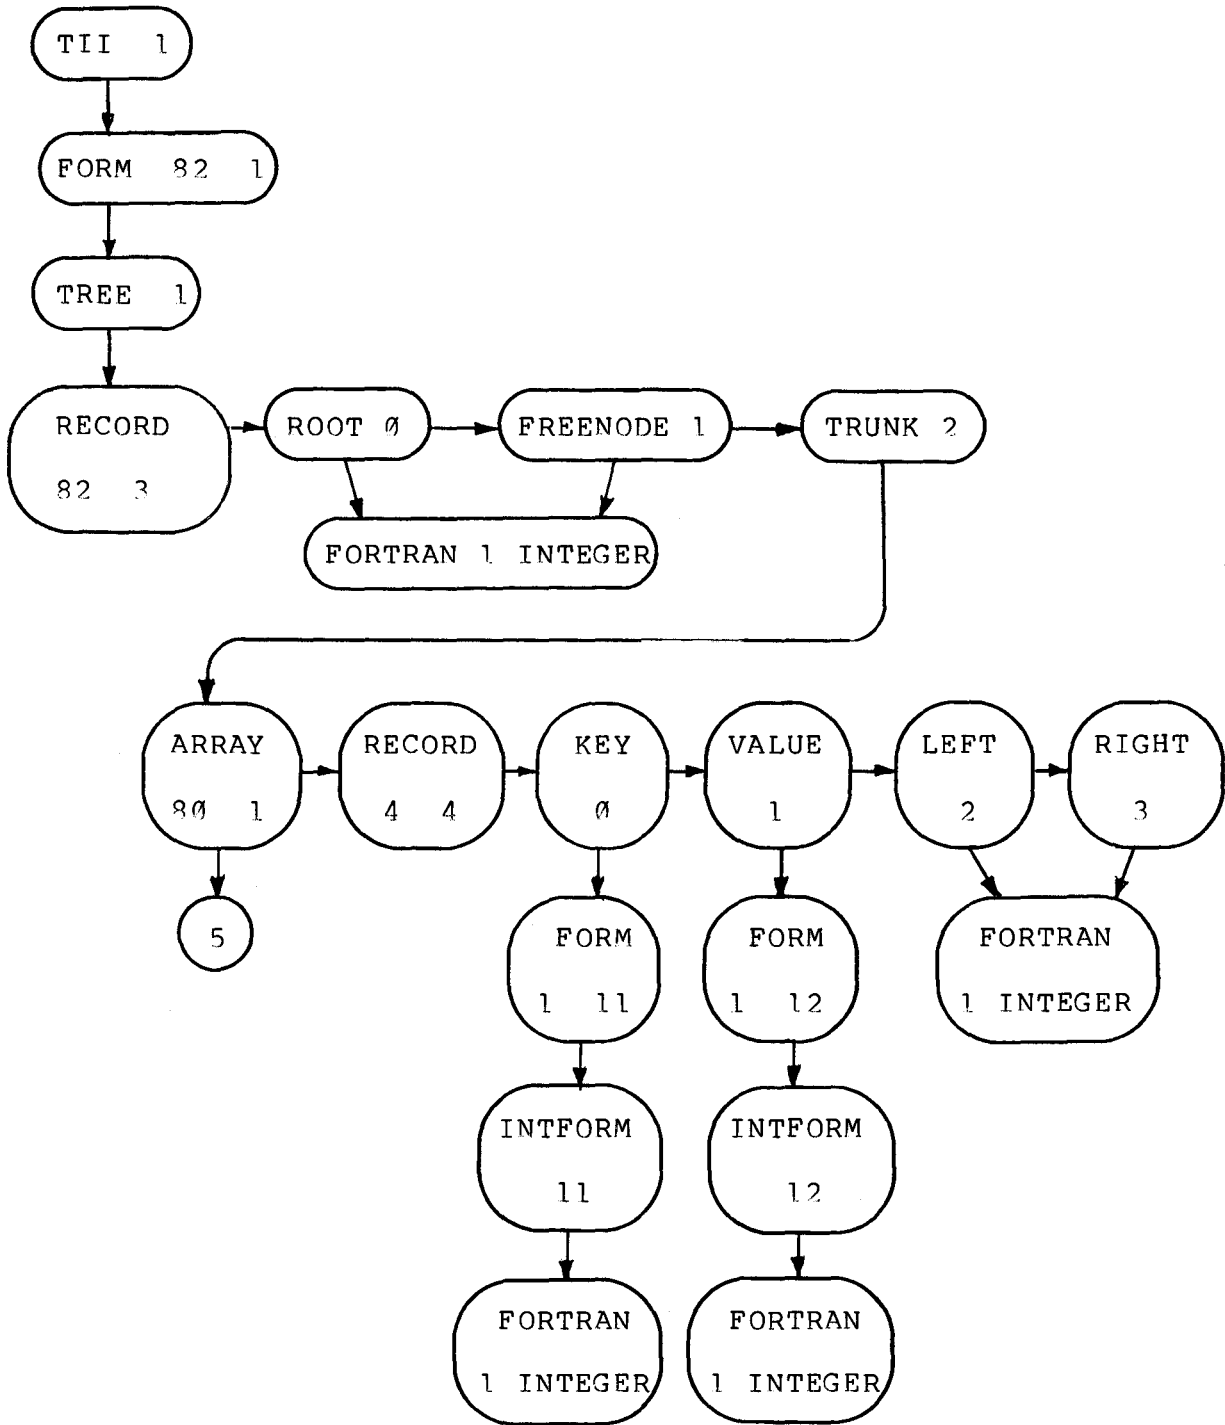 TII 1
FORM 82 1
TREE 1
RECORD
82 3
ROOT Ø
FREENODE 1
TRUNK 2
FORTRAN 1 INTEGER
ARRAY
8Ø 1
RECORD
4 4
KEY
Ø
VALUE
1
LEFT
2
RIGHT
3
5
FORM
1 11
FORM
1 12
FORTRAN
1 INTEGER
INTFORM
11
INTFORM
12
FORTRAN
1 INTEGER
FORTRAN
1 INTEGER